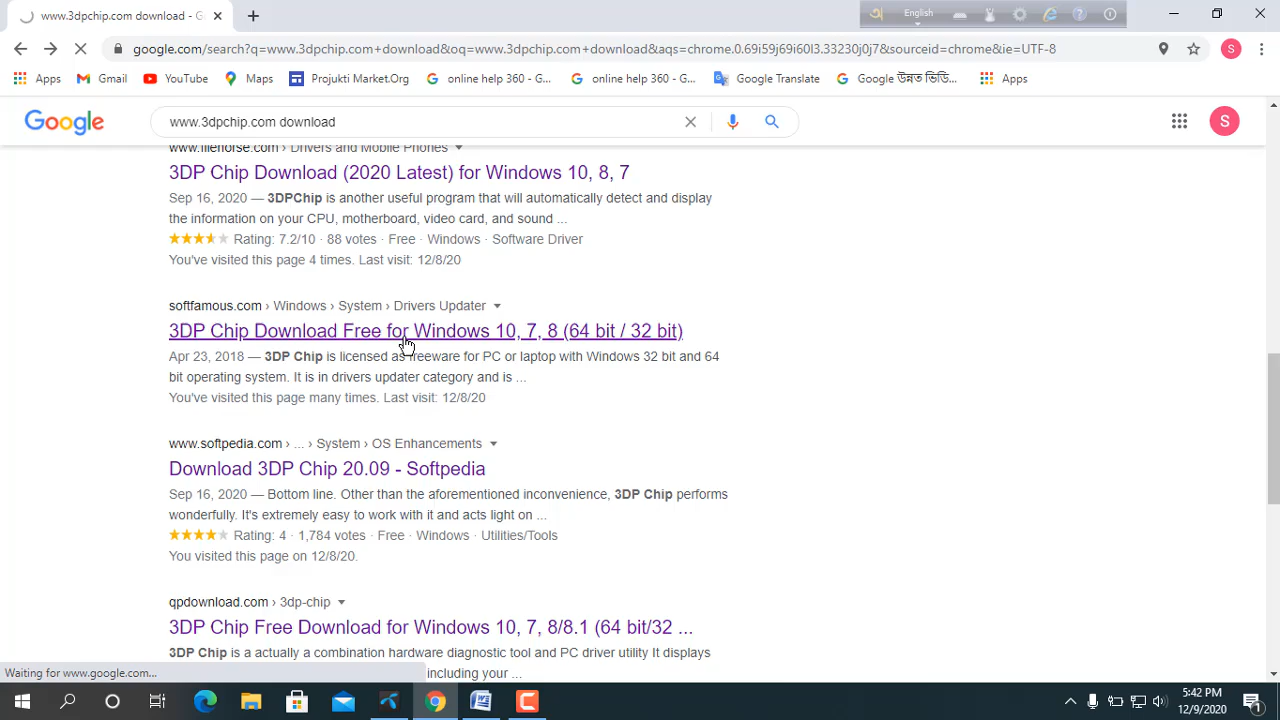 www.3dpchip.com download - G
English
google.com/search?q=www.3dpchip.com+download&oq=www.3dpchip.com+download&aqs=chrome.0.69i59j69i60l3.33230j0j7&sourceid=chrome&ie=UTF-8
S
Apps Gmail YouTube Maps Projukti Market.Org online help 360 - G... online help 360 - G... Google Translate Google উন্নত ভিডি... Apps
Google www.3dpchip.com download S
www.filehorse.com › Drivers and Mobile Phones
3DP Chip Download (2020 Latest) for Windows 10, 8, 7
Sep 16, 2020 — 3DPChip is another useful program that will automatically detect and display
the information on your CPU, motherboard, video card, and sound ...
Rating: 7.2/10 · 88 votes · Free · Windows · Software Driver
You've visited this page 4 times. Last visit: 12/8/20
softfamous.com › Windows › System › Drivers Updater
3DP Chip Download Free for Windows 10, 7, 8 (64 bit / 32 bit)
Apr 23, 2018 — 3DP Chip is licensed as freeware for PC or laptop with Windows 32 bit and 64
bit operating system. It is in drivers updater category and is ...
You've visited this page many times. Last visit: 12/8/20
www.softpedia.com › ... › System › OS Enhancements
Download 3DP Chip 20.09 - Softpedia
Sep 16, 2020 — Bottom line. Other than the aforementioned inconvenience, 3DP Chip performs
wonderfully. It's extremely easy to work with it and acts light on ...
Rating: 4 · 1,784 votes · Free · Windows · Utilities/Tools
You visited this page on 12/8/20.
qpdownload.com › 3dp-chip
3DP Chip Free Download for Windows 10, 7, 8/8.1 (64 bit/32 ...
3DP Chip is a actually a combination hardware diagnostic tool and PC driver utility It displays
including your ...
Waiting for www.google.com...
5:42 PM
12/9/2020
1